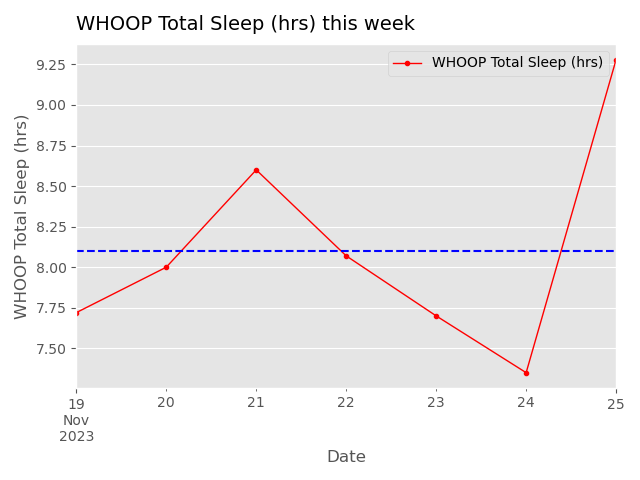 WHOOP Total Sleep (hrs) this week
WHOOP Total Sleep (hrs)
WHOOP Total Sleep (hrs)
9.25
9.00
8.75
8.50
8.25
8.00
7.75
7.50
19 20 21 22 23 24 25
Nov
2023
Date